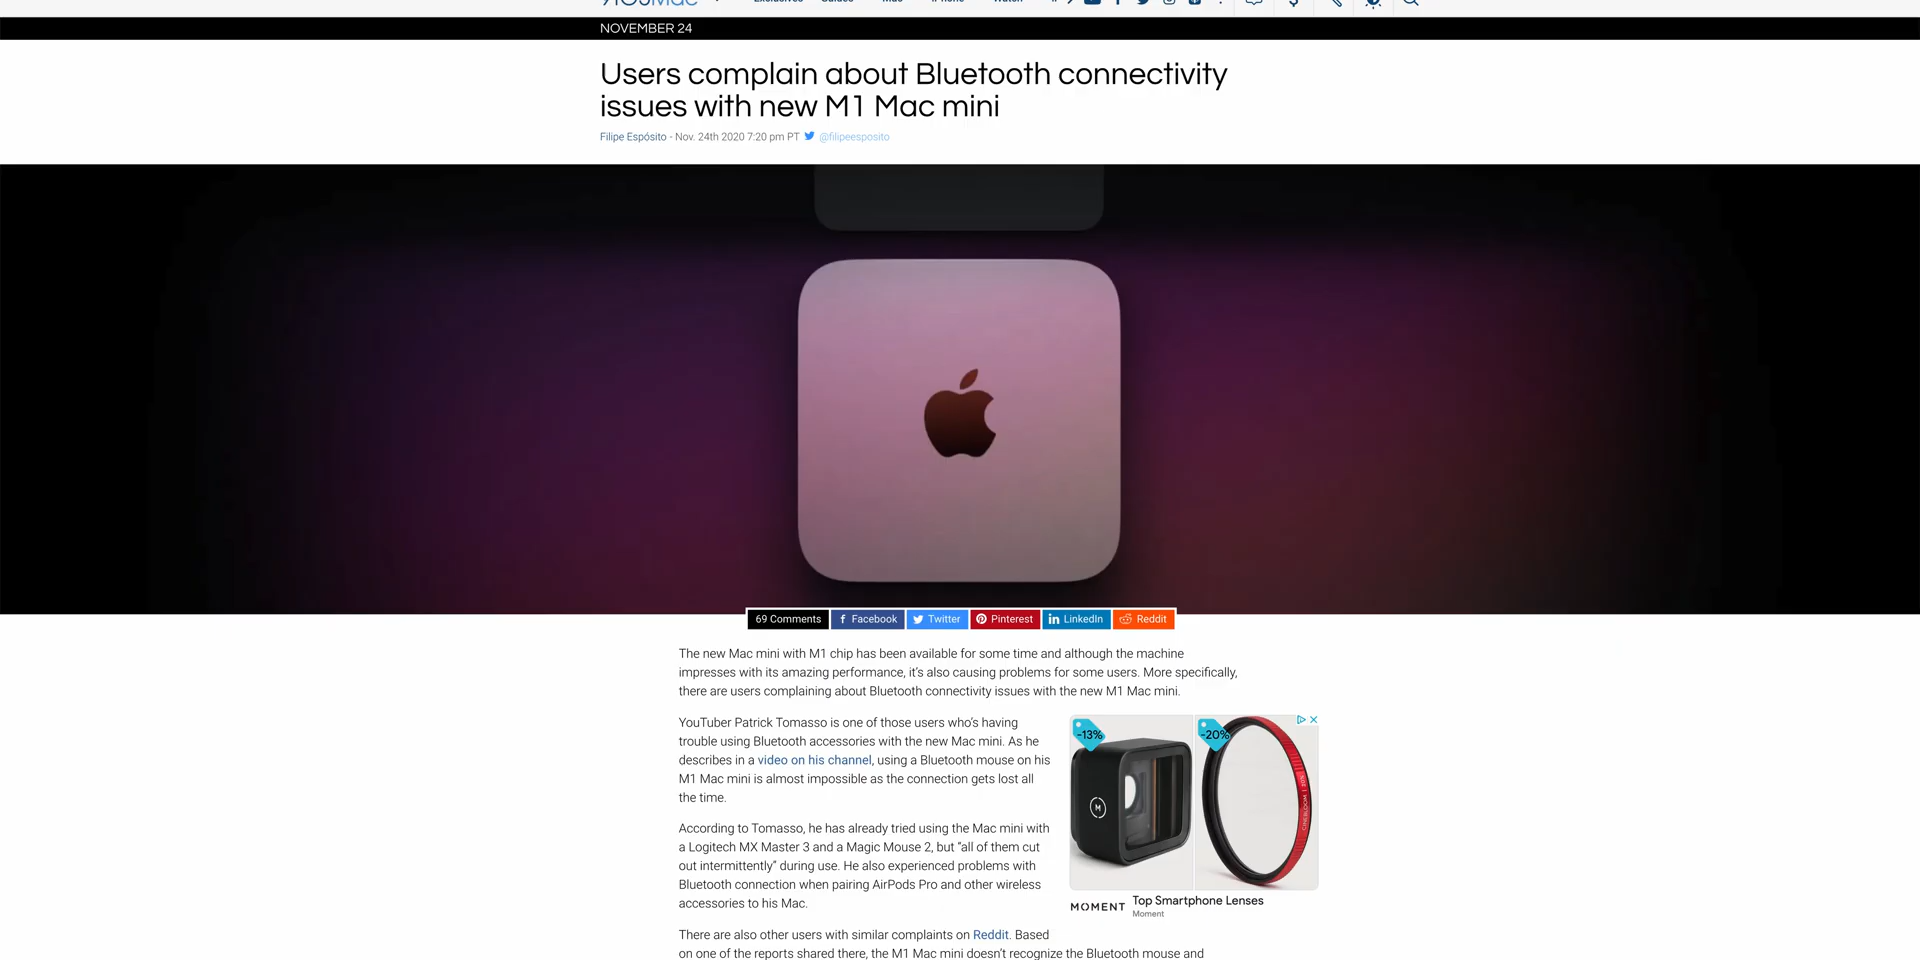 Exclusives Guides Mac iPhone Watch
NOVEMBER 24
Users complain about Bluetooth connectivity
issues with new M1 Mac mini
Filipe Espósito - Nov. 24th 2020 7:20 pm PT @filipeesposito
69 Comments Facebook Twitter Pinterest LinkedIn Reddit
The new Mac mini with M1 chip has been available for some time and although the machine
impresses with its amazing performance, it's also causing problems for some users. More specifically,
there are users complaining about Bluetooth connectivity issues with the new M1 Mac mini.
YouTuber Patrick Tomasso is one of those users who's having
trouble using Bluetooth accessories with the new Mac mini. As he
describes in a video on his channel, using a Bluetooth mouse on his
M1 Mac mini is almost impossible as the connection gets lost all
the time.
According to Tomasso, he has already tried using the Mac mini with
a Logitech MX Master 3 and a Magic Mouse 2, but “all of them cut
out intermittently” during use. He also experienced problems with
Bluetooth connection when pairing AirPods Pro and other wireless
accessories to his Mac.
-13%
-20%
MOMENT Top Smartphone Lenses
Moment
There are also other users with similar complaints on Reddit. Based
on one of the reports shared there, the M1 Mac mini doesn't recognize the Bluetooth mouse and